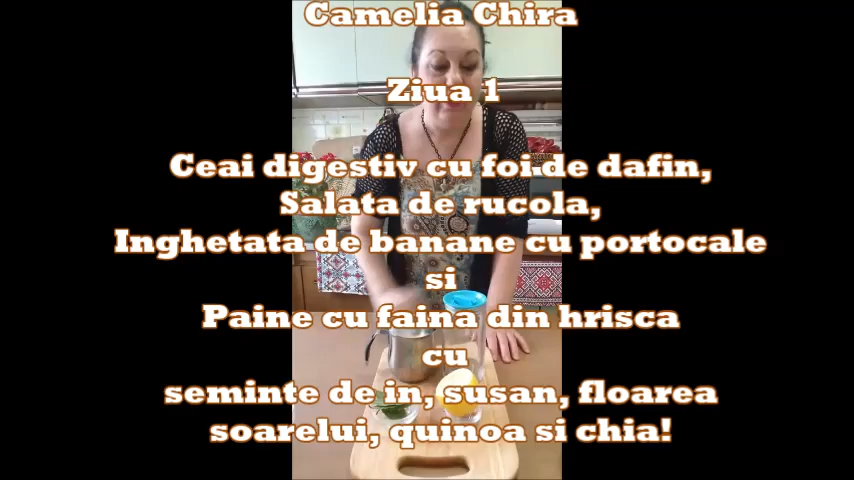 Camelia Chira
Ziua 1
Ceai digestiv cu foi de dafin,
Salata de rucola,
Inghetata de banane cu portocale
si
Paine cu faina din hrisca
cu
seminte de in, susan, floarea
soarelui, quinoa si chia!